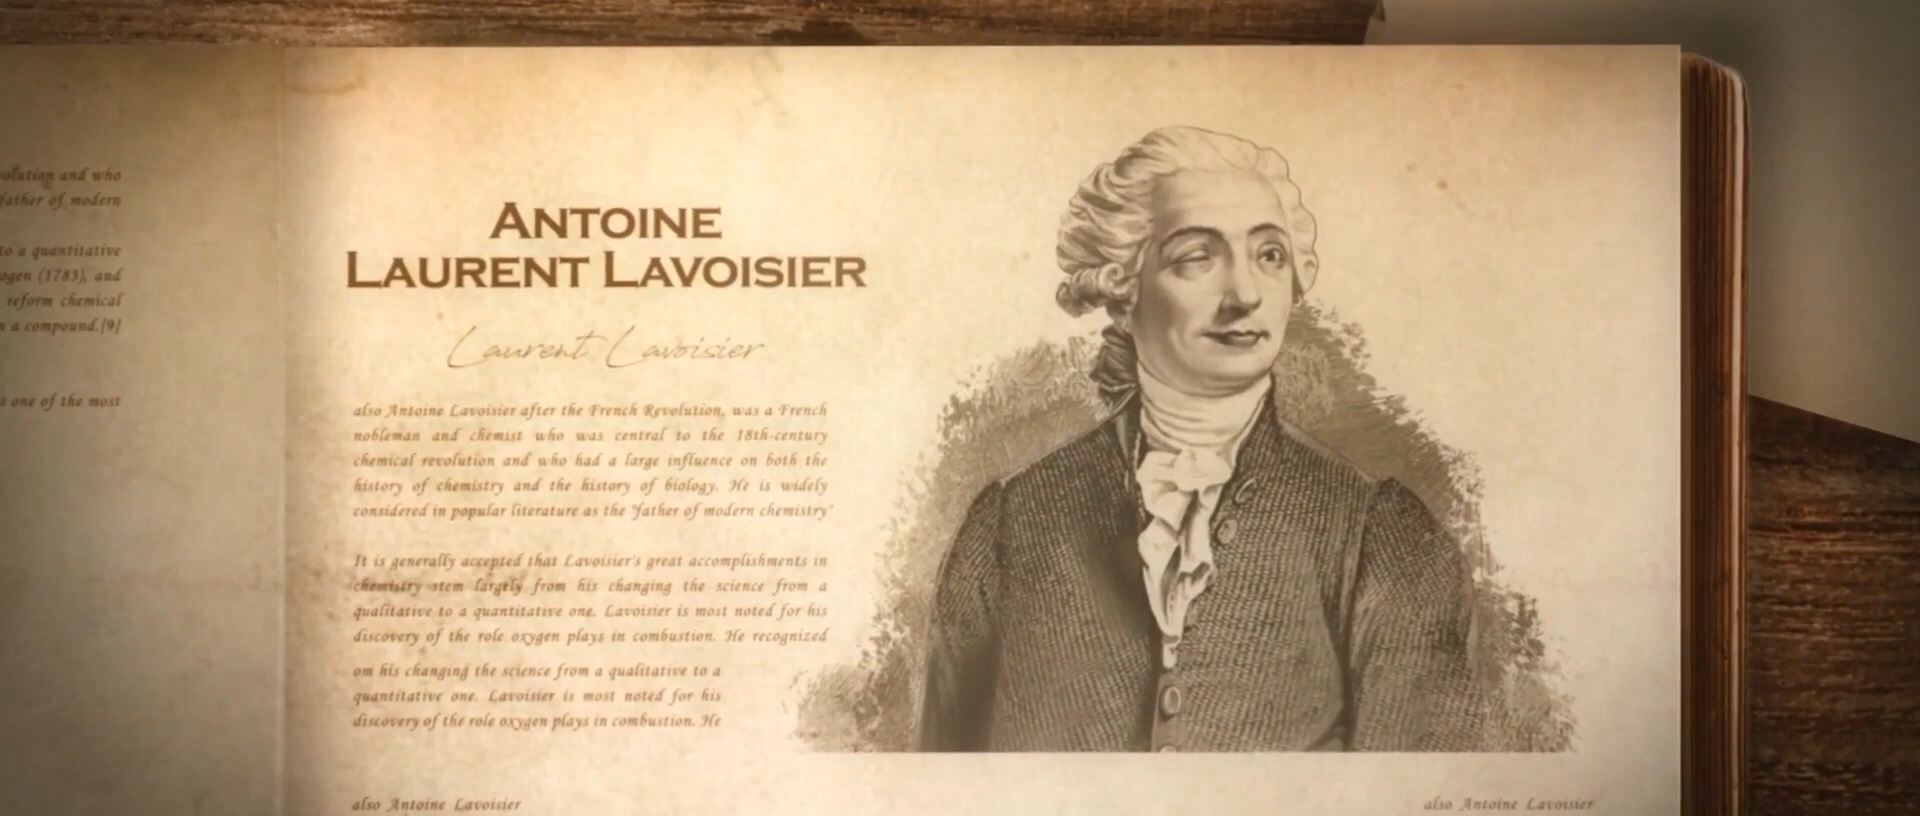 volution and who
father of modern
to a quantitative
ogen (1783), and
reform chemical
n a compound.[9]
s one of the most
ANTOINE
LAURENT LAVOISIER
Laurent Lavoisier
also Antoine Lavoisier after the French Revolution, was a French
nobleman and chemist who was central to the 18th-century
chemical revolution and who had a large influence on both the
history of chemistry and the history of biology. He is widely
considered in popular literature as the "father of modern chemistry"
It is generally accepted that Lavoisier's great accomplishments in
chemistry stem largely from his changing the science from a
qualitative to a quantitative one. Lavoisier is most noted for his
discovery of the role oxygen plays in combustion. He recognized
om his changing the science from a qualitative to a
quantitative one. Lavoisier is most noted for his
discovery of the role oxygen plays in combustion. He
also Antoine Lavoisier
also Antoine Lavoisier